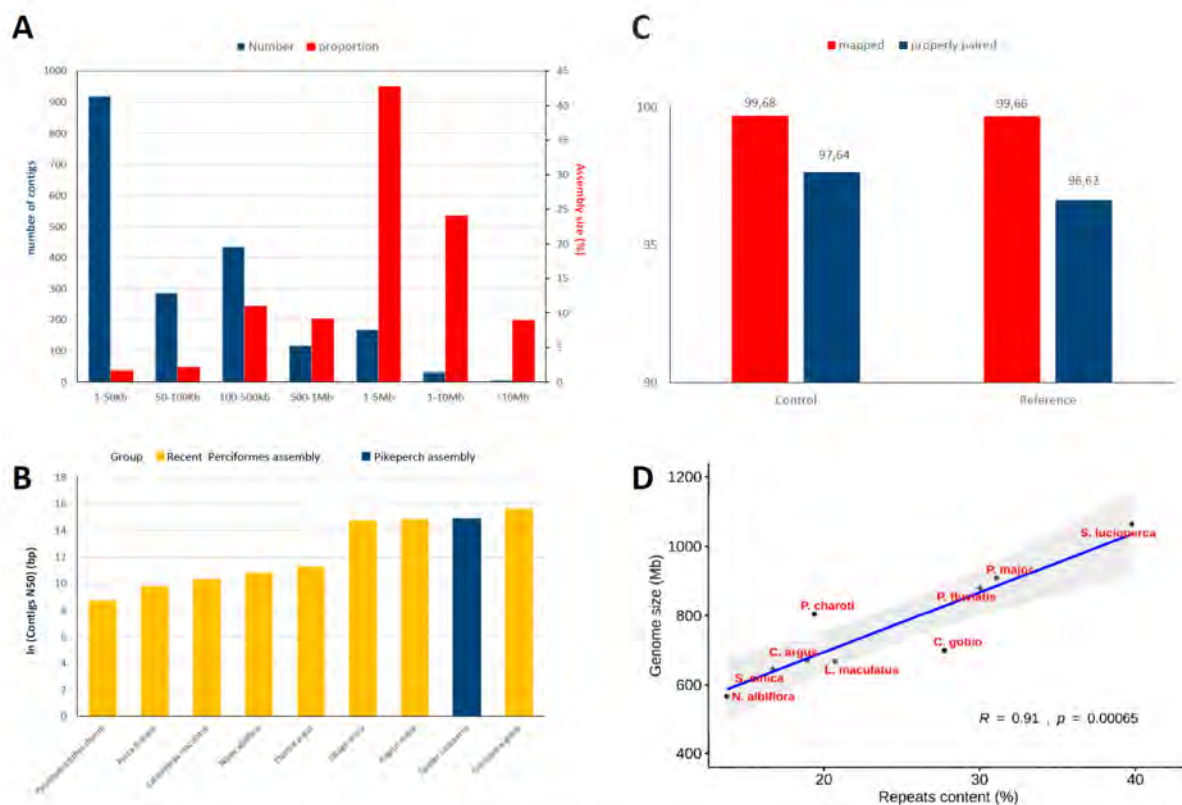 A
Number proportion
1000
900
800
700
600
500
400
300
200
100
0
number of contigs
45
40
35
30
25
20
15
10
5
0
Assembly size (%)
1-50kb 50-100Kb 100-500kb 500-1Mb 1-5Mb 1-10Mb >10Mb
C
mapped properly paired
100
95
90
99,68
97,64
99,66
96,62
Control Reference
B
Group Recent Perciformes assembly Pikeperch assembly
18
16
14
12
10
8
6
4
2
0
ln (Contigs N50) (bp)
D
1200
1000
800
600
400
Genome size (Mb)
S. lucioperca
P. major
P. fluviatis
P. charoti
C. gobio
C. argus
L. maculatus
S. sinica
N. albiflora
R = 0.91 , p = 0.00065
20 30 40
Repeats content (%)